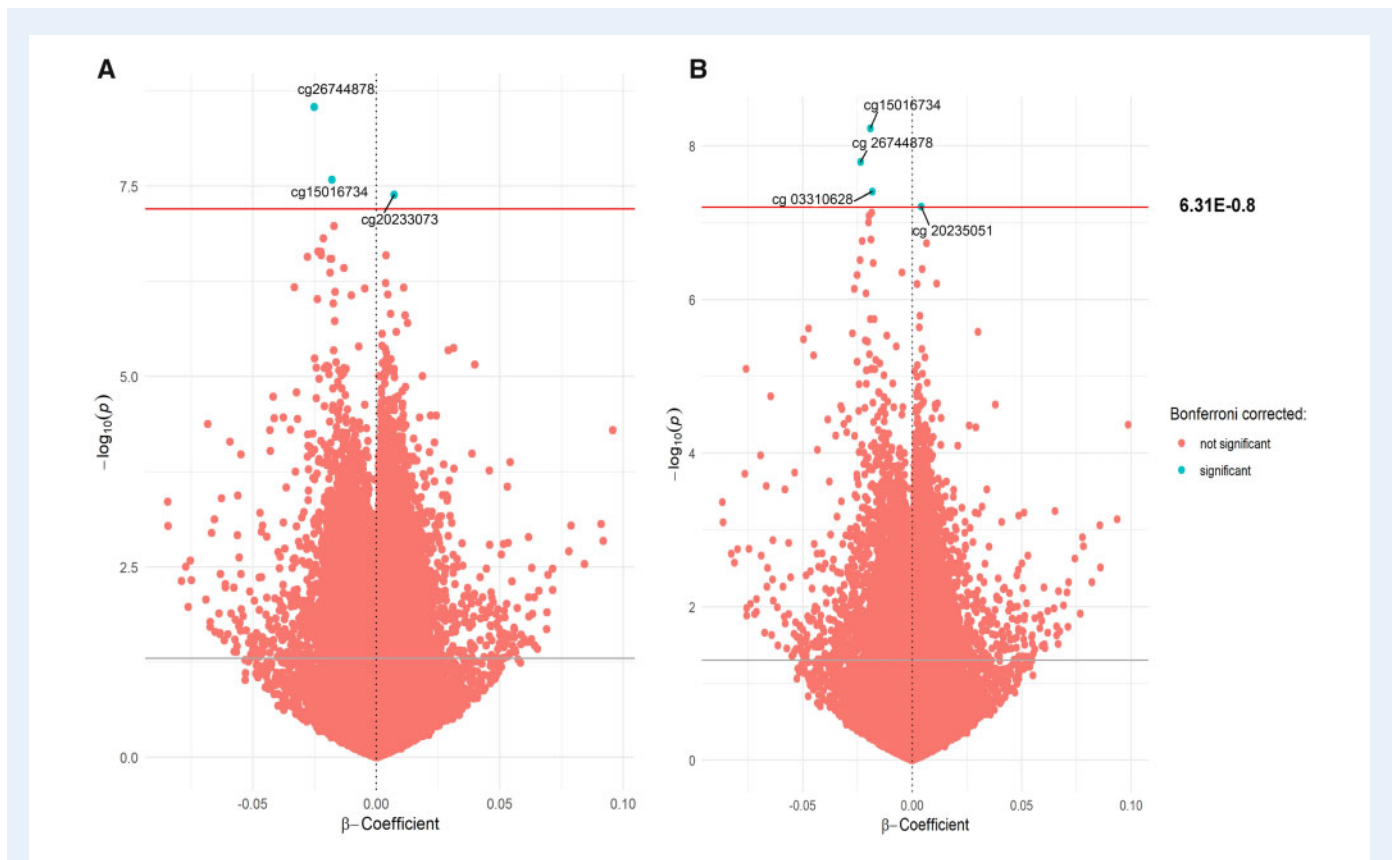 A
cg26744878
cg15016734
cg20233073
7.5
5.0
2.5
0.0
-log10(p)
-0.05
0.00
0.05
0.10
β-Coefficient
B
cg15016734
cg 26744878
cg 03310628
cg 20235051
8
6
4
2
0
-log10(p)
-0.05
0.00
0.05
0.10
β-Coefficient
6.31E-0.8
Bonferroni corrected:
not significant
significant